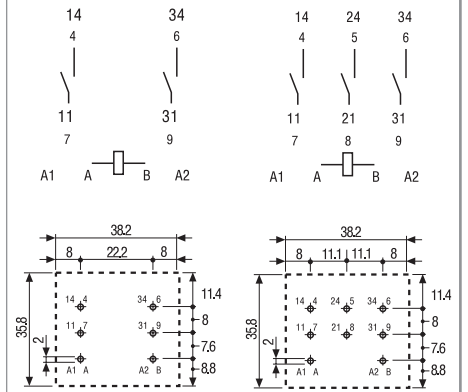 14 34
4 6
11 31
7 9
A1 A B A2
14 24 34
4 5 6
11 21 31
7 8 9
A1 A B A2
38.2
8 22.2 8
35.8
2
11.4
8
7.6
8.8
14 4 34 6
11 7 31 9
A1 A A2 B
38.2
8 11.1 11.1 8
35.8
2
11.4
8
7.6
8.8
14 4 24 5 34 6
11 7 21 8 31 9
A1 A A2 B